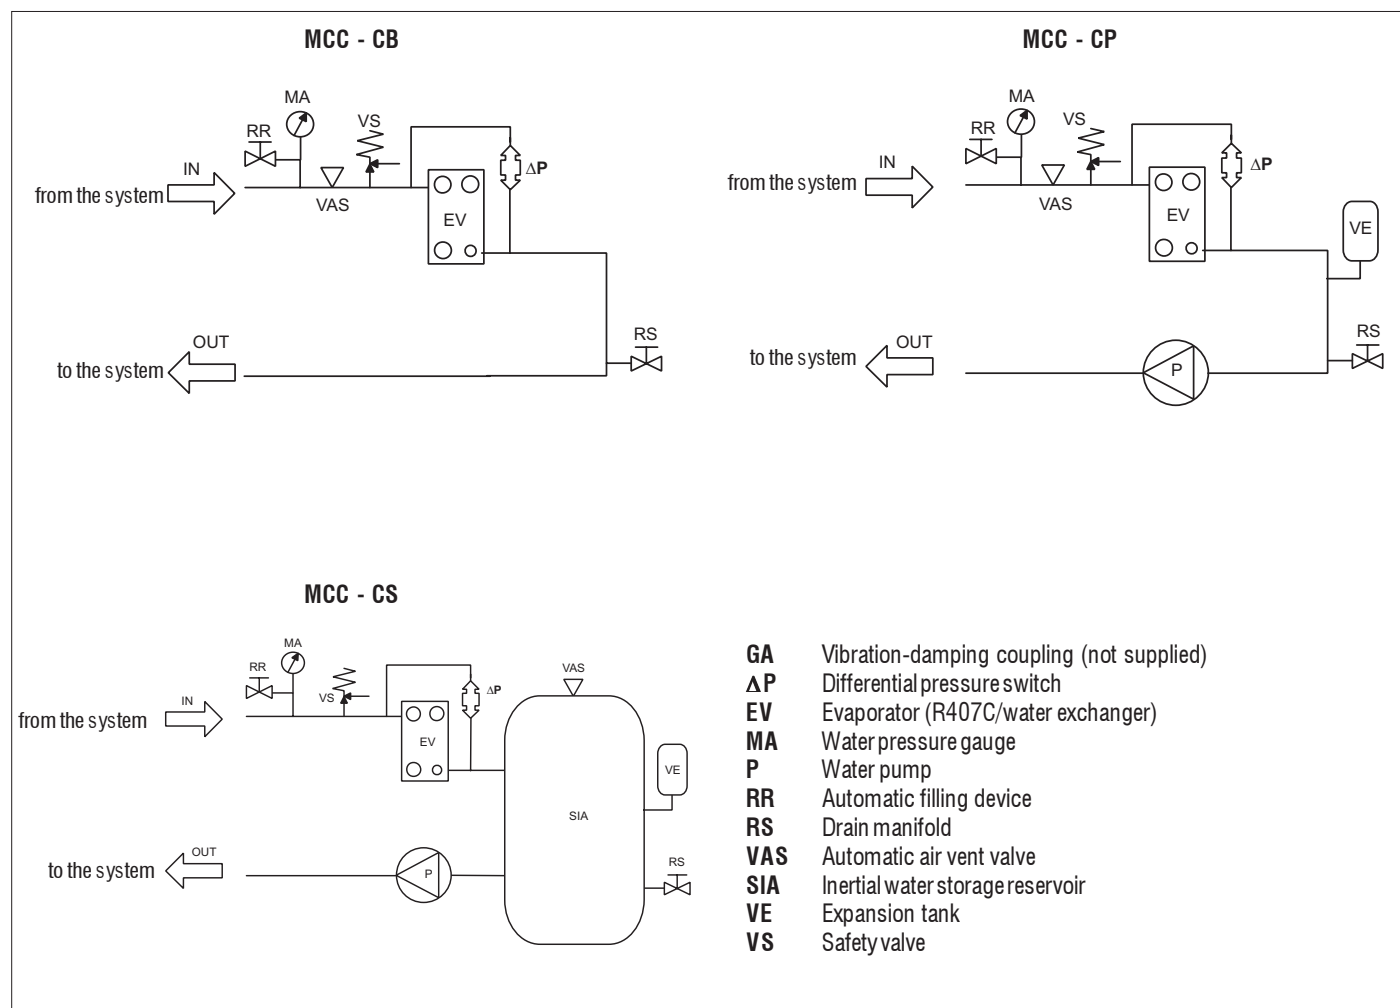 MCC - CB
MA
RR
VS
IN
ΔP
from the system
VAS
EV
OUT
RS
to the system
MCC - CP
MA
RR
VS
IN
ΔP
from the system
VAS
EV
VE
OUT
RS
to the system
P
MCC - CS
MA
RR
VAS
VS
ΔP
IN
from the system
EV
VE
SIA
OUT
RS
to the system
P
GA Vibration-damping coupling (not supplied)
ΔP Differential pressure switch
EV Evaporator (R407C/water exchanger)
MA Water pressure gauge
P Water pump
RR Automatic filling device
RS Drain manifold
VAS Automatic air vent valve
SIA Inertial water storage reservoir
VE Expansion tank
VS Safety valve